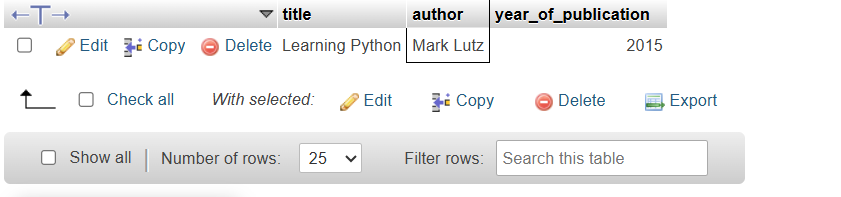 title author year_of_publication
Edit Copy Delete Learning Python Mark Lutz 2015
Check all With selected: Edit Copy Delete Export
Show all Number of rows: 25 Filter rows: Search this table